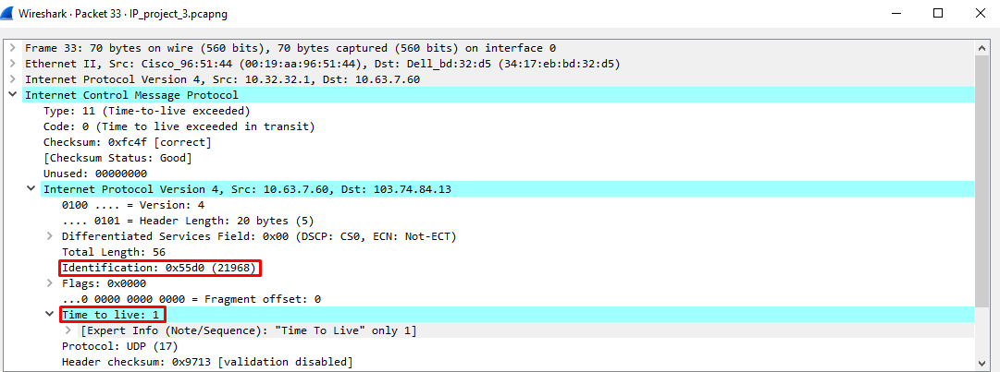 Wireshark · Packet 33 · IP_project_3.pcapng
Frame 33: 70 bytes on wire (560 bits), 70 bytes captured (560 bits) on interface 0
Ethernet II, Src: Cisco_96:51:44 (00:19:aa:96:51:44), Dst: Dell_bd:32:d5 (34:17:eb:bd:32:d5)
Internet Protocol Version 4, Src: 10.32.32.1, Dst: 10.63.7.60
Internet Control Message Protocol
Type: 11 (Time-to-live exceeded)
Code: 0 (Time to live exceeded in transit)
Checksum: 0xfc4f [correct]
[Checksum Status: Good]
Unused: 00000000
Internet Protocol Version 4, Src: 10.63.7.60, Dst: 103.74.84.13
0100 .... = Version: 4
.... 0101 = Header Length: 20 bytes (5)
Differentiated Services Field: 0x00 (DSCP: CS0, ECN: Not-ECT)
Total Length: 56
Identification: 0x55d0 (21968)
Flags: 0x0000
...0 0000 0000 0000 = Fragment offset: 0
Time to live: 1
[Expert Info (Note/Sequence): "Time To Live" only 1]
Protocol: UDP (17)
Header checksum: 0x9713 [validation disabled]